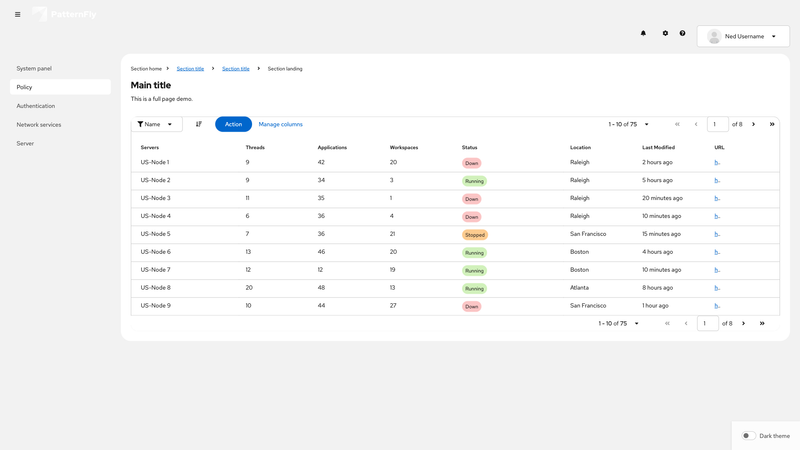 PatternFly
Ned Username
System panel
Policy
Authentication
Network services
Server
Section home Section title Section title Section landing
Main title
This is a full page demo.
Name Action Manage columns 1 - 10 of 75 1 of 8
Servers Threads Applications Workspaces Status Location Last Modified URL
US-Node 1 9 42 20 Down Raleigh 2 hours ago h..
US-Node 2 9 34 3 Running Raleigh 5 hours ago h..
US-Node 3 11 35 1 Down Raleigh 20 minutes ago h..
US-Node 4 6 36 4 Down Raleigh 10 minutes ago h..
US-Node 5 7 36 21 Stopped San Francisco 15 minutes ago h..
US-Node 6 13 46 20 Running Boston 4 hours ago h..
US-Node 7 12 12 19 Running Boston 10 minutes ago h..
US-Node 8 20 48 13 Running Atlanta 8 hours ago h..
US-Node 9 10 44 27 Down San Francisco 1 hour ago h..
1 - 10 of 75 1 of 8
Dark theme